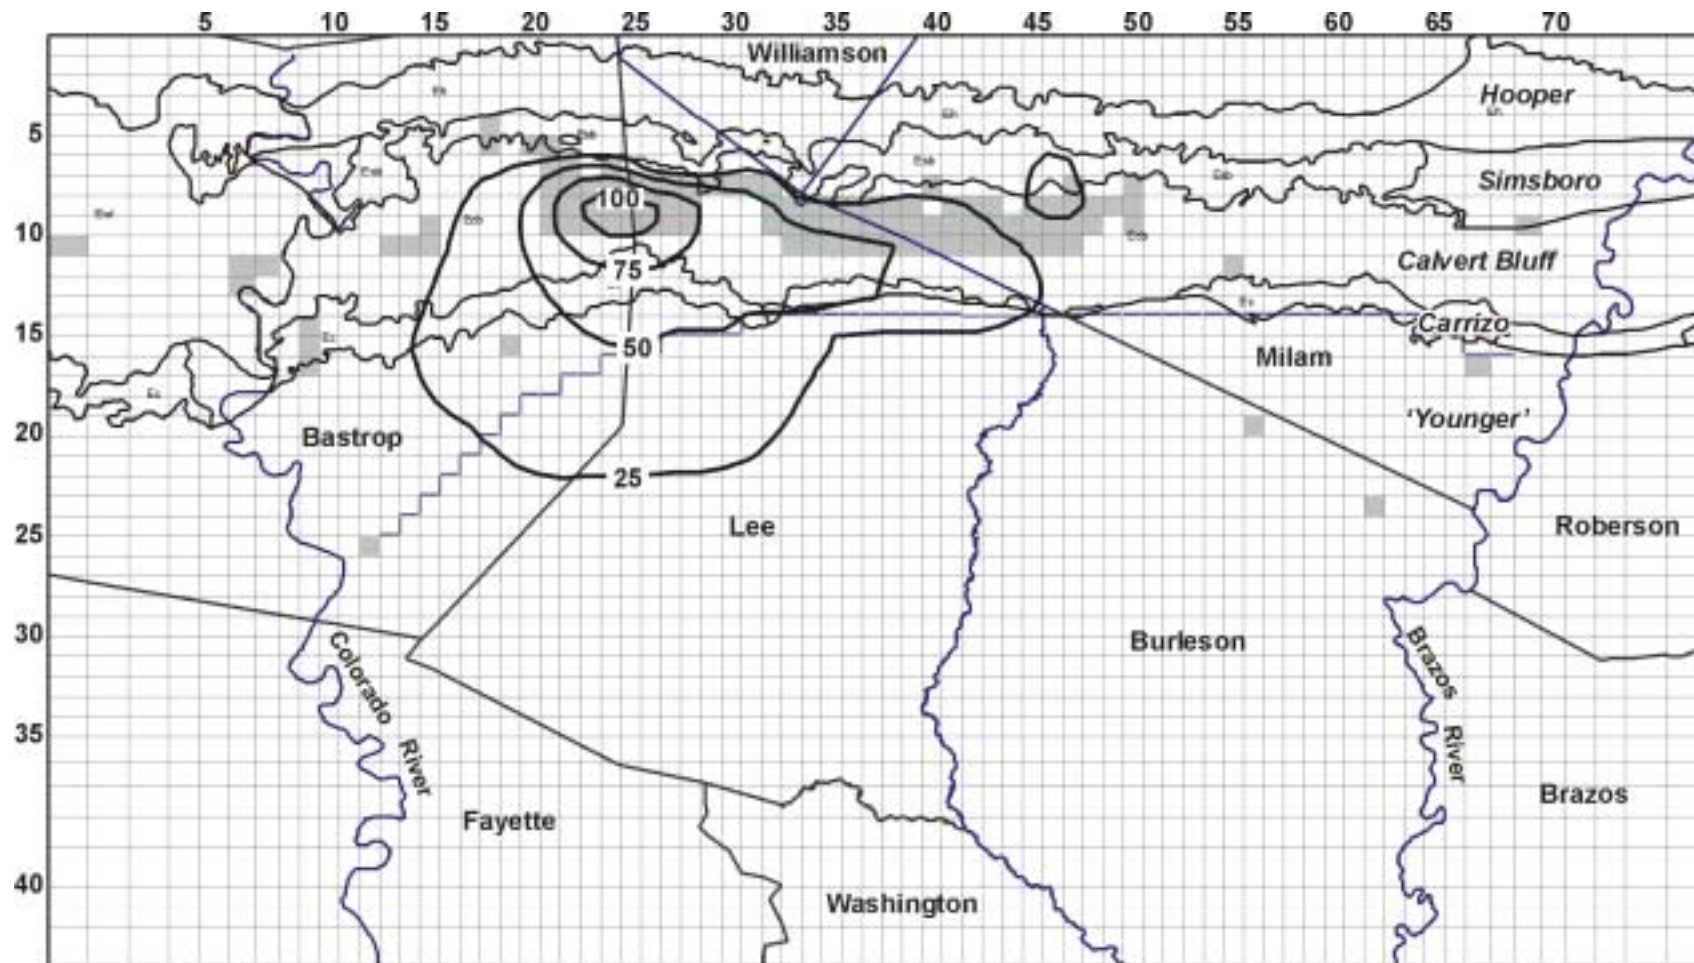 5 10 15 20 25 30 35 40 45 50 55 60 65 70
Williamson
Hooper
5
Simsboro
100
10
Calvert Bluff
75
15
Carrizo
50
Milam
'Younger'
20
Bastrop
25
Lee
25
Roberson
30
Colorado
River
Burleson
Brazos
River
35
Fayette
Brazos
40
Washington